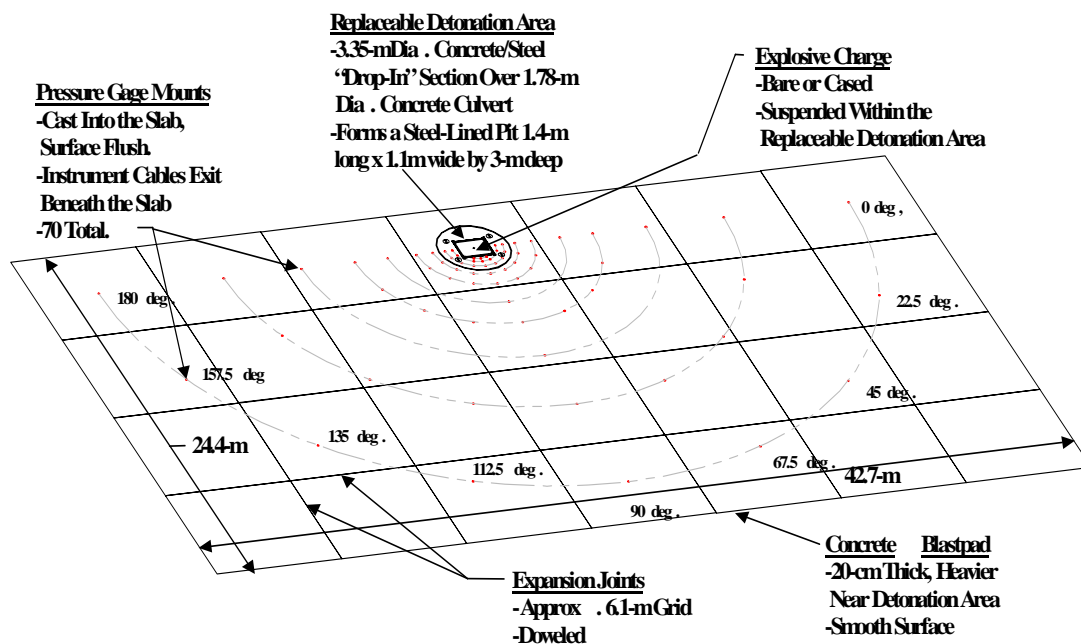 Replaceable Detonation Area
-3.35-mDia . Concrete/Steel
“Drop-In” Section Over 1.78-m
Dia . Concrete Culvert
-Forms a Steel-Lined Pit 1.4-m
long x 1.1m wide by 3-m deep
Explosive Charge
-Bare or Cased
-Suspended Within the
Replaceable Detonation Area
Pressure Gage Mounts
-Cast Into the Slab,
Surface Flush.
-Instrument Cables Exit
Beneath the Slab
-70 Total.
0 deg ,
22.5 deg .
45 deg .
67.5 deg .
90 deg .
112.5 deg .
135 deg .
157.5 deg
180 deg .
24.4-m
42.7-m
Expansion Joints
-Approx . 6.1-m Grid
-Doweled
Concrete Blastpad
-20-cm Thick, Heavier
Near Detonation Area
-Smooth Surface